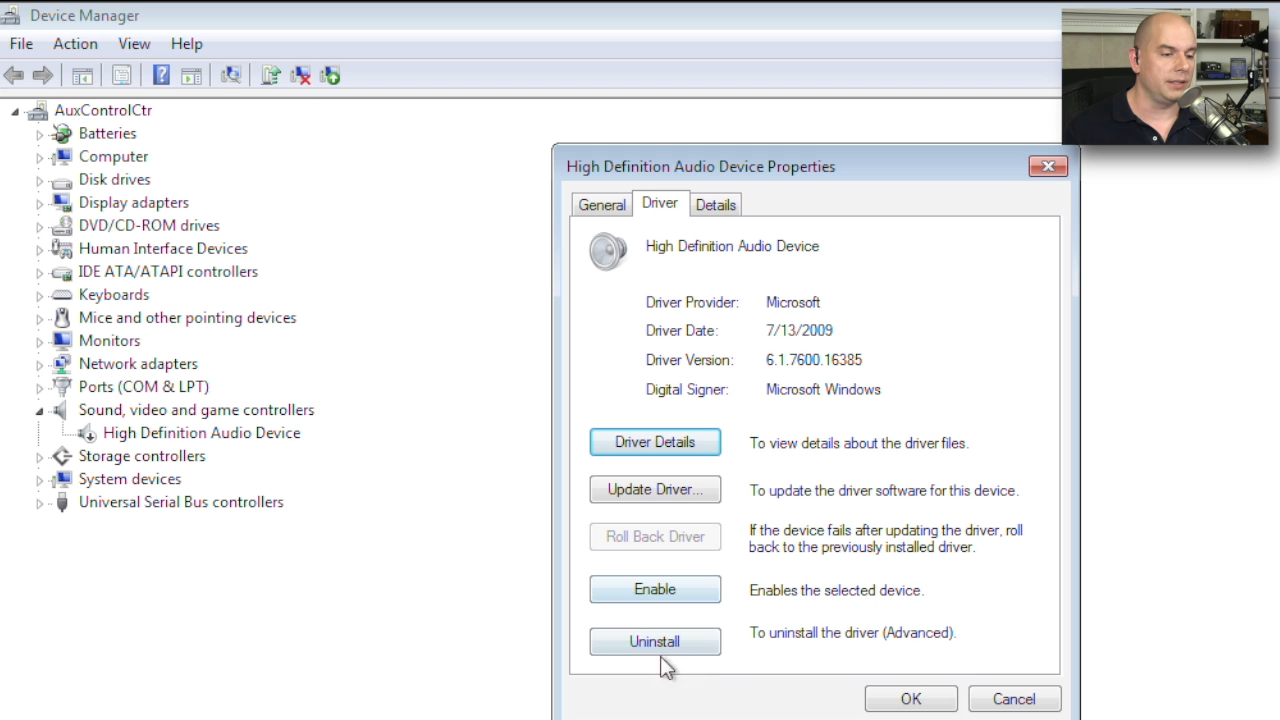 Device Manager
File Action View Help
AuxControlCtr
Batteries
Computer
Disk drives
Display adapters
DVD/CD-ROM drives
Human Interface Devices
IDE ATA/ATAPI controllers
Keyboards
Mice and other pointing devices
Monitors
Network adapters
Ports (COM & LPT)
Sound, video and game controllers
High Definition Audio Device
Storage controllers
System devices
Universal Serial Bus controllers
High Definition Audio Device Properties
General Driver Details
High Definition Audio Device
Driver Provider: Microsoft
Driver Date: 7/13/2009
Driver Version: 6.1.7600.16385
Digital Signer: Microsoft Windows
Driver Details To view details about the driver files.
Update Driver... To update the driver software for this device.
Roll Back Driver If the device fails after updating the driver, roll
back to the previously installed driver.
Enable Enables the selected device.
Uninstall To uninstall the driver (Advanced).
OK Cancel